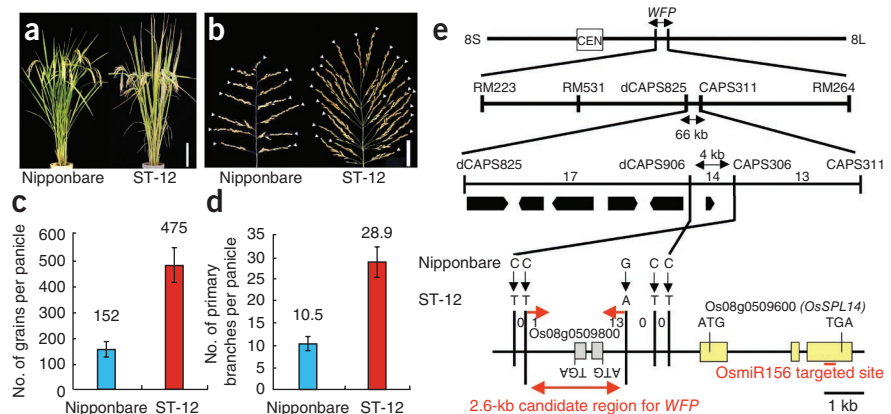 a
b
Nipponbare ST-12
Nipponbare ST-12
c
No. of grains per panicle
600
500
400
300
200
100
0
152
475
Nipponbare ST-12
d
No. of primary
branches per panicle
35
30
25
20
15
10
5
0
10.5
28.9
Nipponbare ST-12
e
WFP
8S
CEN
8L
RM223 RM531 dCAPS825 CAPS311 RM264
66 kb
4 kb
dCAPS825 dCAPS906 CAPS306 CAPS311
17 14 13
Nipponbare C C G C C
ST-12 T T A T T
0 1 13 0 0
Os08g0509800
TGA ATG
Os08g0509600 (OsSPL14)
ATG TGA
OsmiR156 targeted site
2.6-kb candidate region for WFP
1 kb